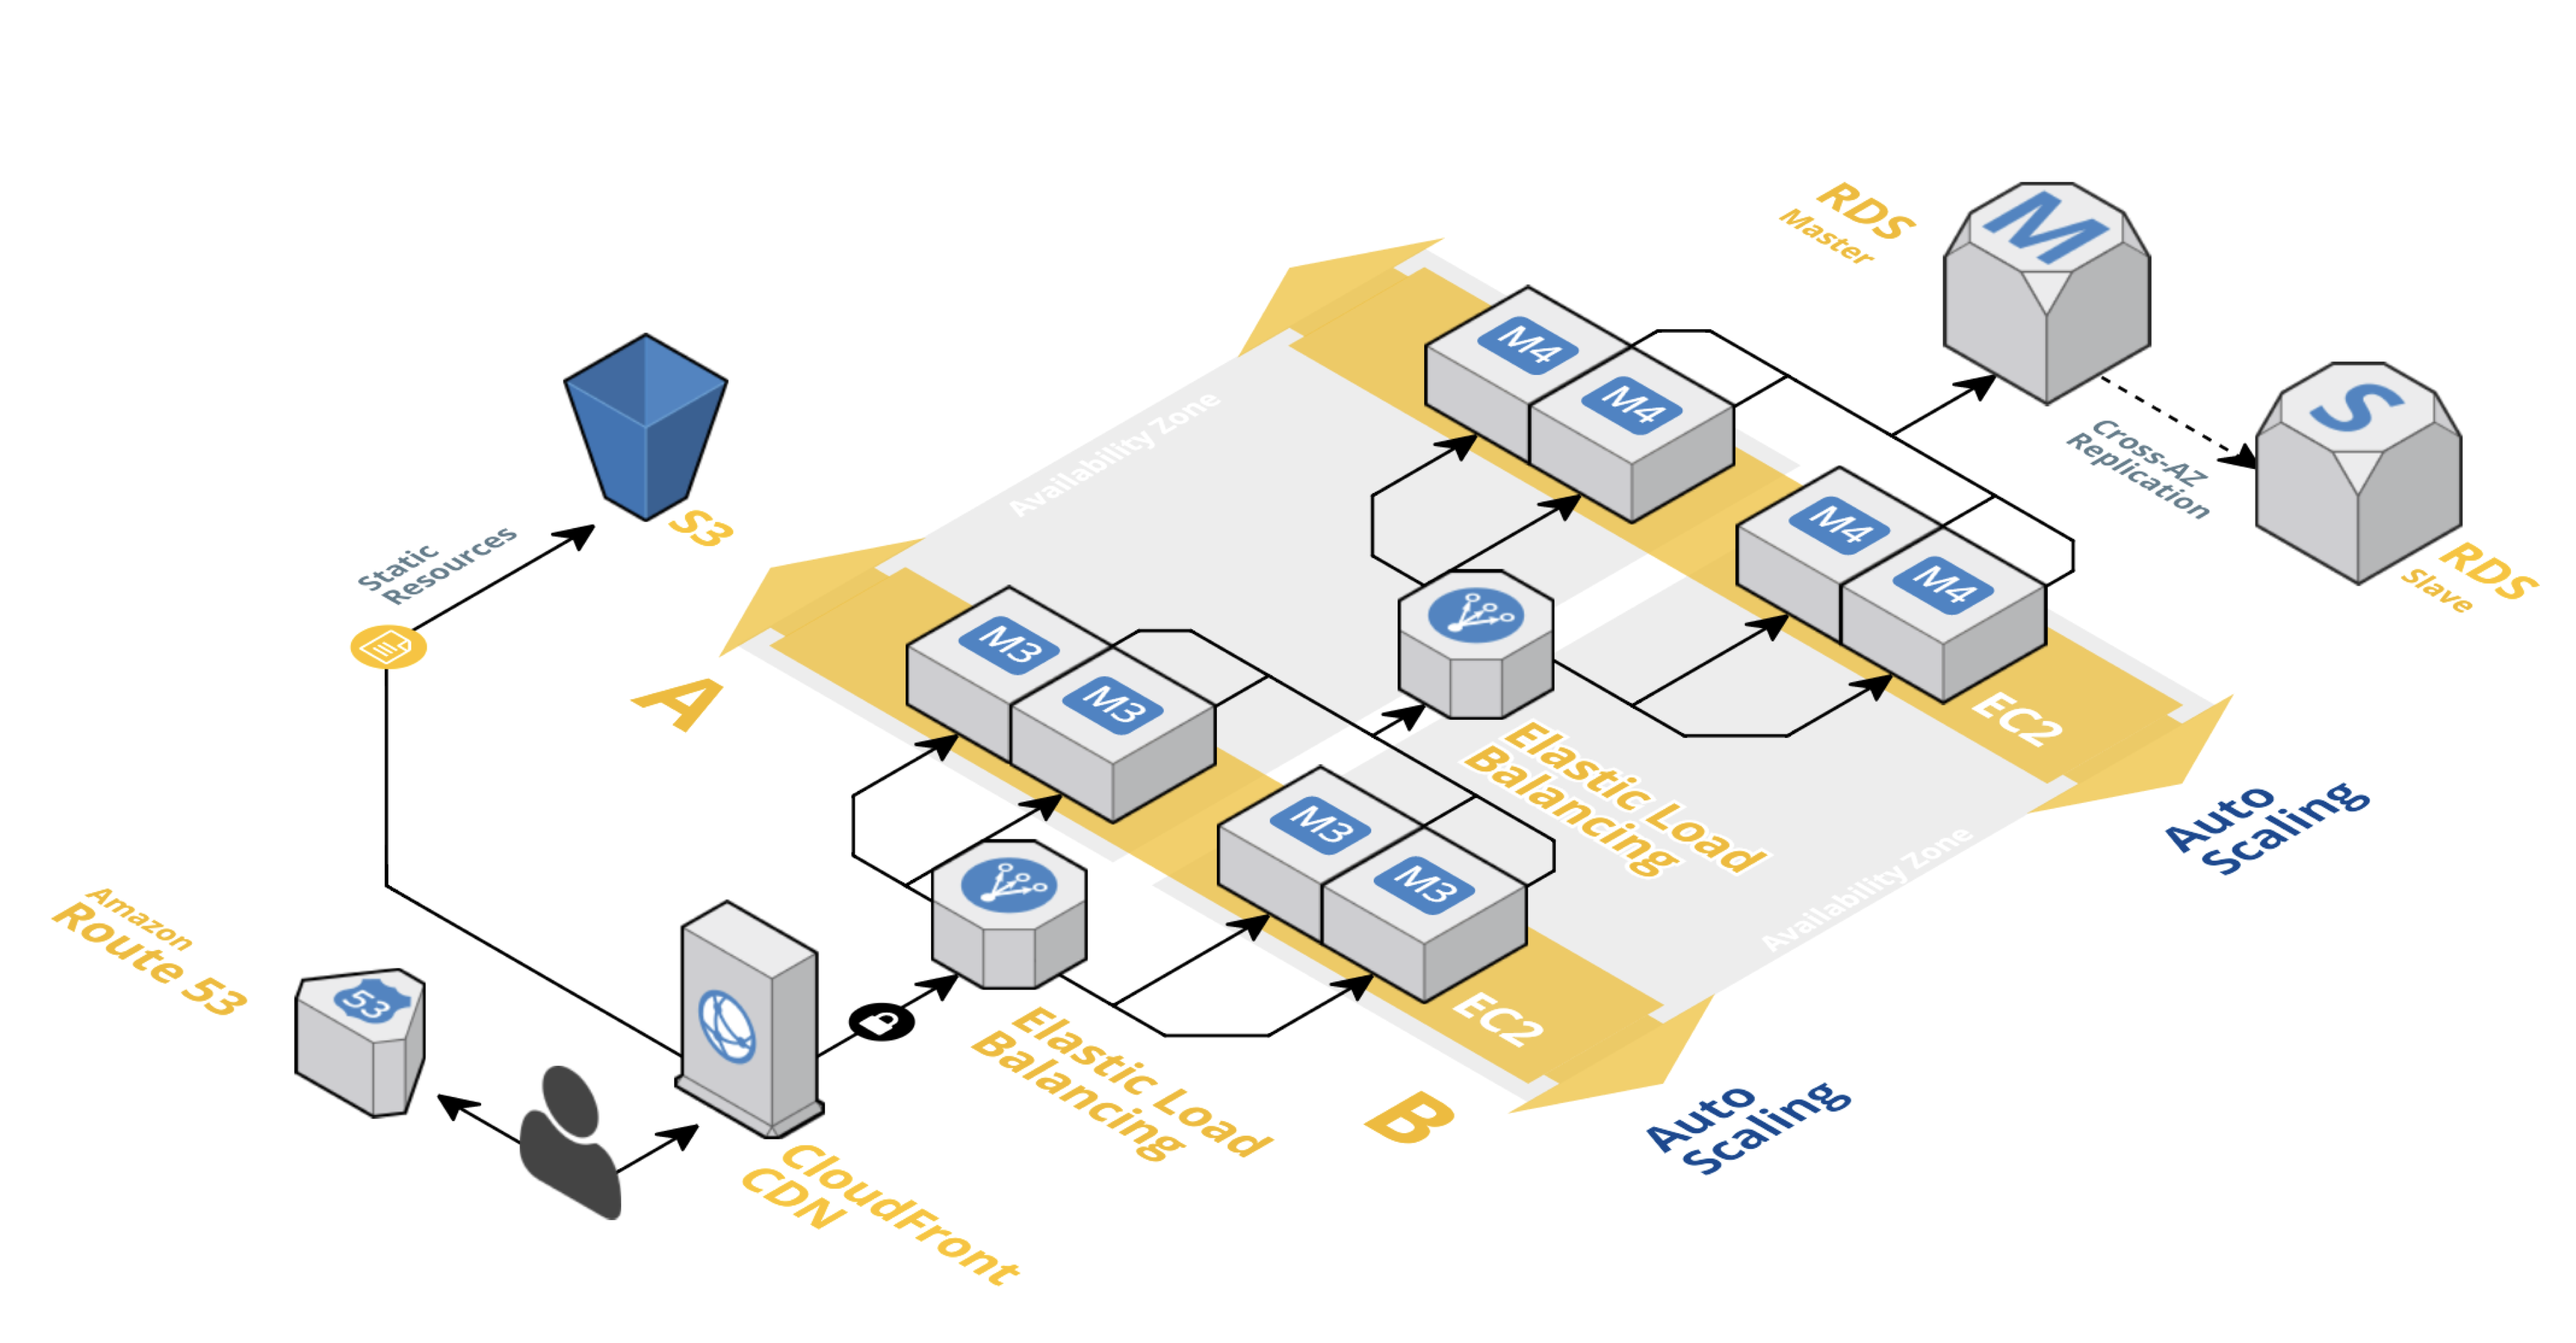 RDS
Master
M
S
Cross-AZ
Replication
RDS
Slave
M4
M4
M4
M4
EC2
Auto
Scaling
Availability Zone
S3
Static
Resources
A
M3
M3
M3
M3
EC2
Elastic Load
Balancing
Availability Zone
Auto
Scaling
B
Elastic Load
Balancing
Amazon
Route 53
53
CloudFront
CDN